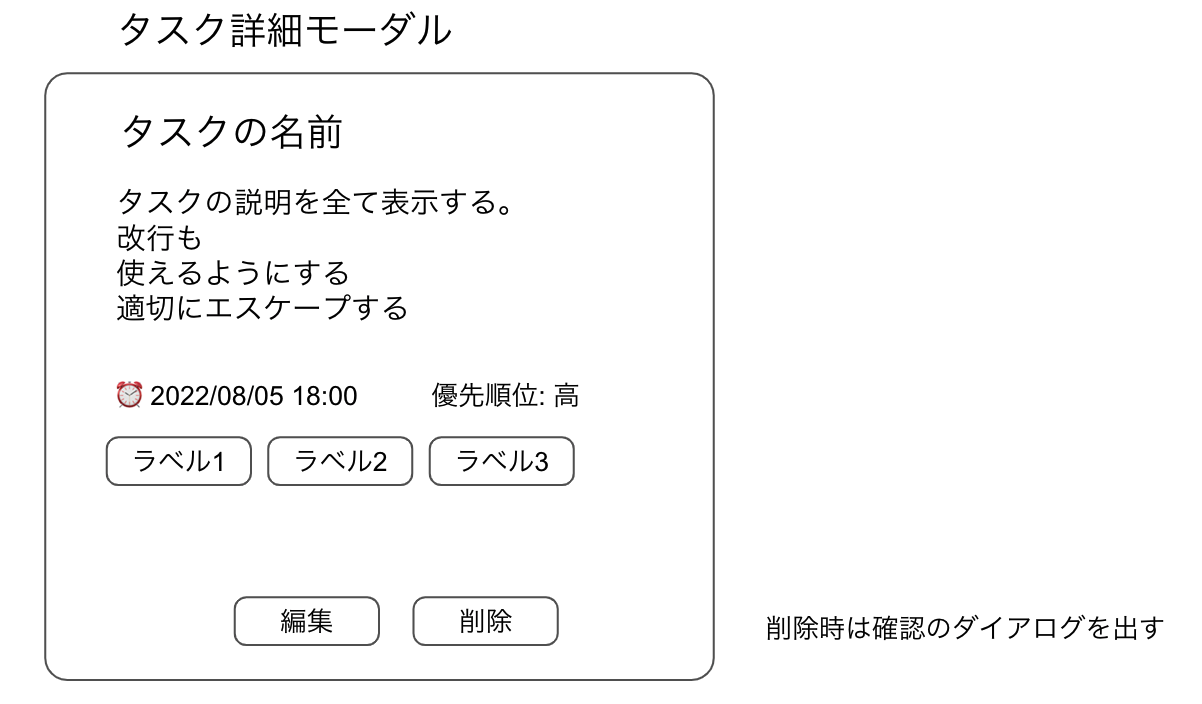 タスク詳細モーダル
タスクの名前
タスクの説明を全て表示する。
改行も
使えるようにする
適切にエスケープする
⏰ 2022/08/05 18:00 優先順位: 高
ラベル1 ラベル2 ラベル3
編集 削除
削除時は確認のダイアログを出す